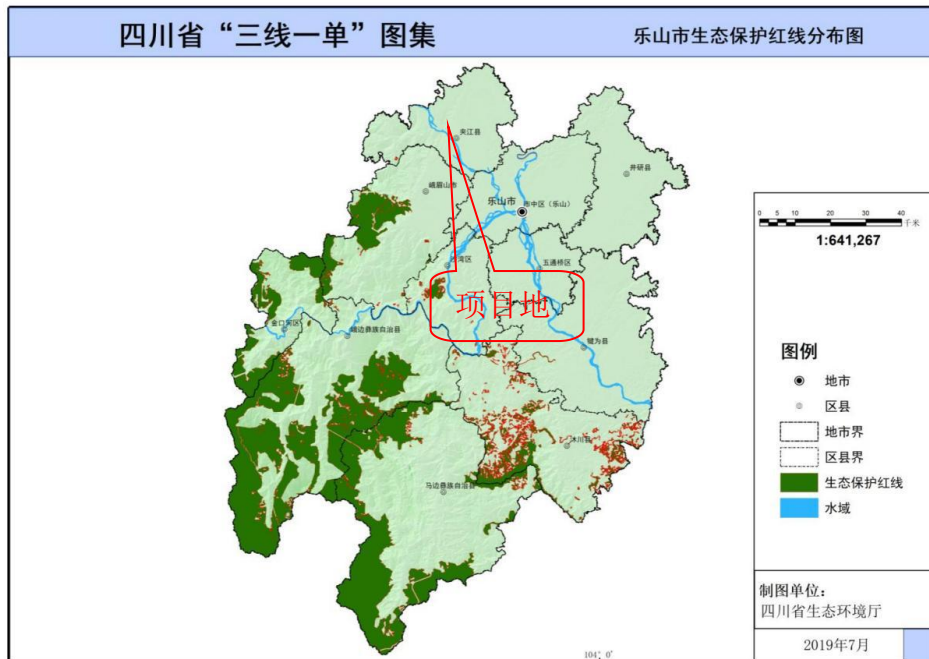 四川省“三线一单”图集
乐山市生态保护红线分布图
夹江县
井研县
峨眉山市
乐山市
市中区（乐山）
沙湾区
五通桥区
项目地
金口河区
峨边彝族自治县
犍为县
沐川县
马边彝族自治县
0 5 10 20 30 40
千米
1:641,267
图例
地市
区县
地市界
区县界
生态保护红线
水域
制图单位：
四川省生态环境厅
2019年7月
104° 0′